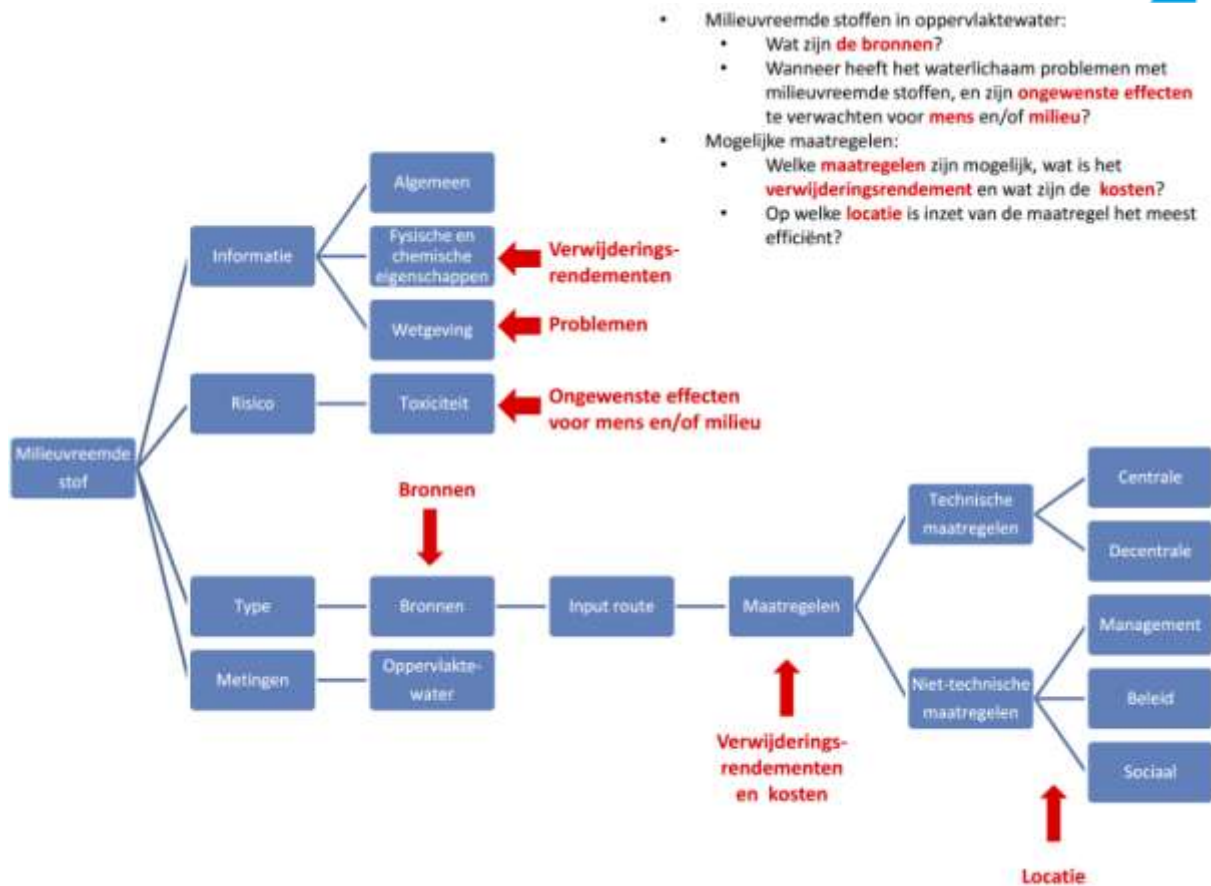 • Milieuvreemde stoffen in oppervlaktewater:
• Wat zijn de bronnen?
• Wanneer heeft het waterlichaam problemen met
milieuvreemde stoffen, en zijn ongewenste effecten
te verwachten voor mens en/of milieu?
• Mogelijke maatregelen:
• Welke maatregelen zijn mogelijk, wat is het
verwijderingsrendement en wat zijn de kosten?
• Op welke locatie is inzet van de maatregel het meest
efficiënt?
Algemeen
Informatie
Fysische en
chemische
eigenschappen
Verwijderings-
rendementen
Wetgeving
Problemen
Risico
Toxiciteit
Ongewenste effecten
voor mens en/of milieu
Milieuvreemde
stof
Bronnen
Type
Bronnen
Input route
Maatregelen
Metingen
Oppervlakte-
water
Technische
maatregelen
Centrale
Decentrale
Niet-technische
maatregelen
Management
Beleid
Sociaal
Verwijderings-
rendementen
en kosten
Locatie